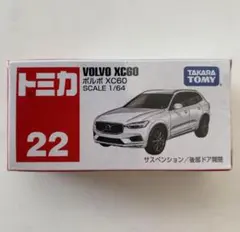 トミカ
VOLVO XC60
ボルボ XC60
SCALE 1/64
TAKARA
TOMY
22
サスペンション/後部ドア開閉